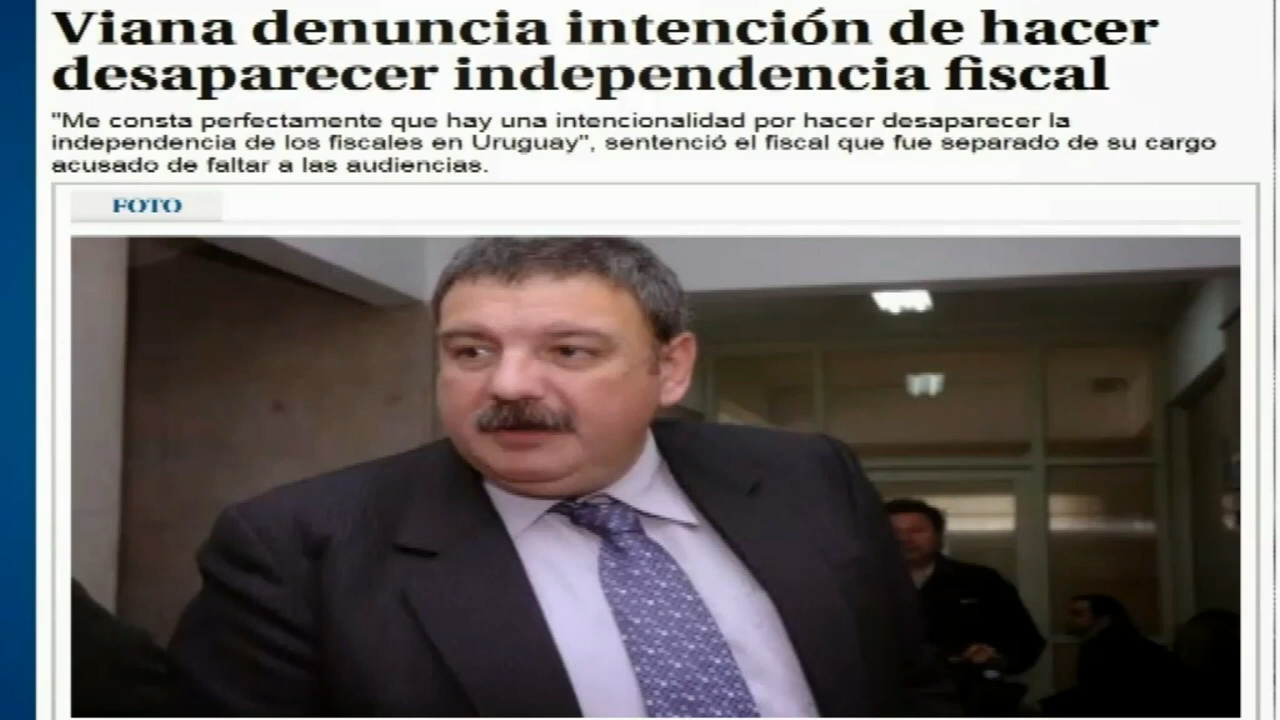 Viana denuncia intención de hacer
desaparecer independencia fiscal
"Me consta perfectamente que hay una intencionalidad por hacer desaparecer la
independencia de los fiscales en Uruguay", sentenció el fiscal que fue separado de su cargo
acusado de faltar a las audiencias.
FOTO